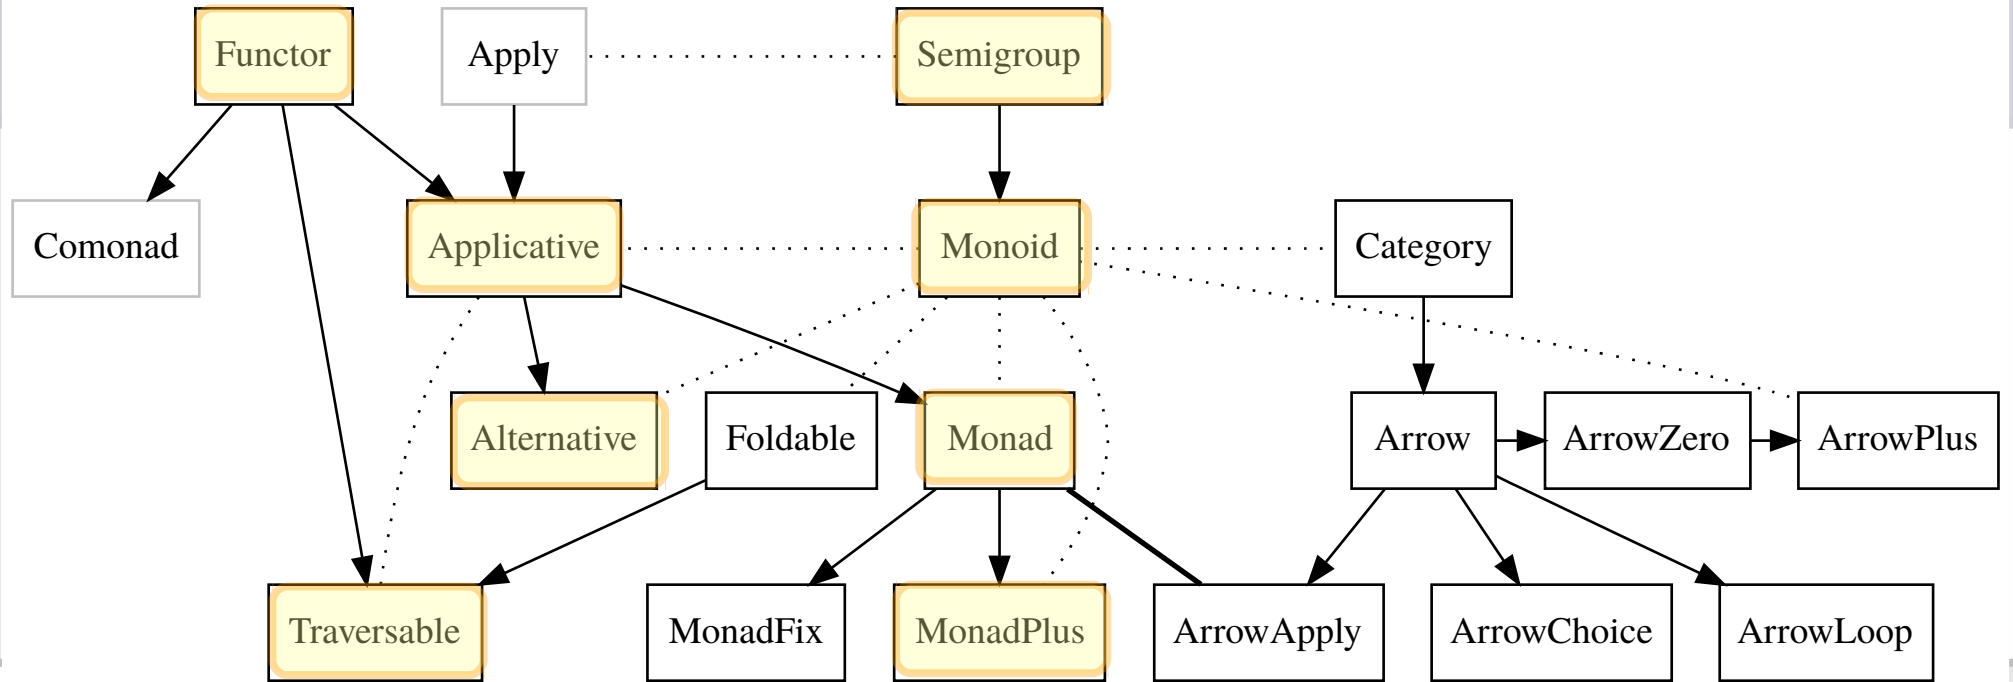 Functor
Apply
Semigroup
Comonad
Applicative
Monoid
Category
Alternative
Foldable
Monad
Arrow
ArrowZero
ArrowPlus
Traversable
MonadFix
MonadPlus
ArrowApply
ArrowChoice
ArrowLoop